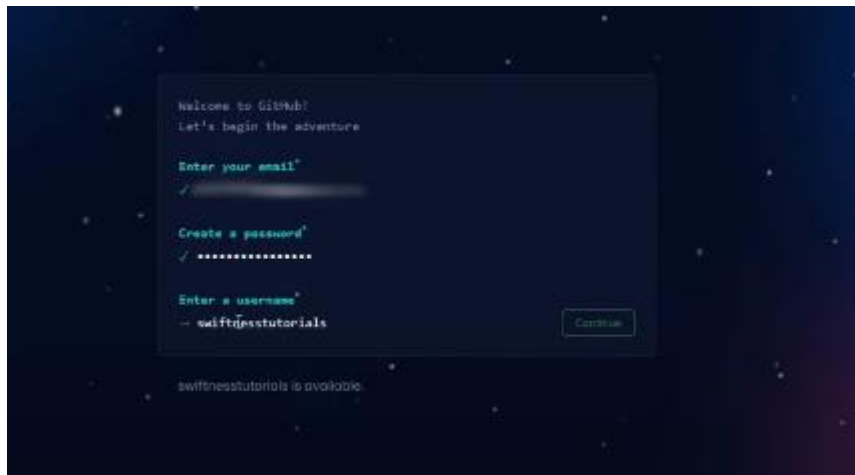 Welcome to GitHub!
Let's begin the adventure
Enter your email*
✓
Create a password*
✓ ••••••••••••••••
Enter a username*
→ swiftnesstutorials
Continue
swiftnesstutorials is available.